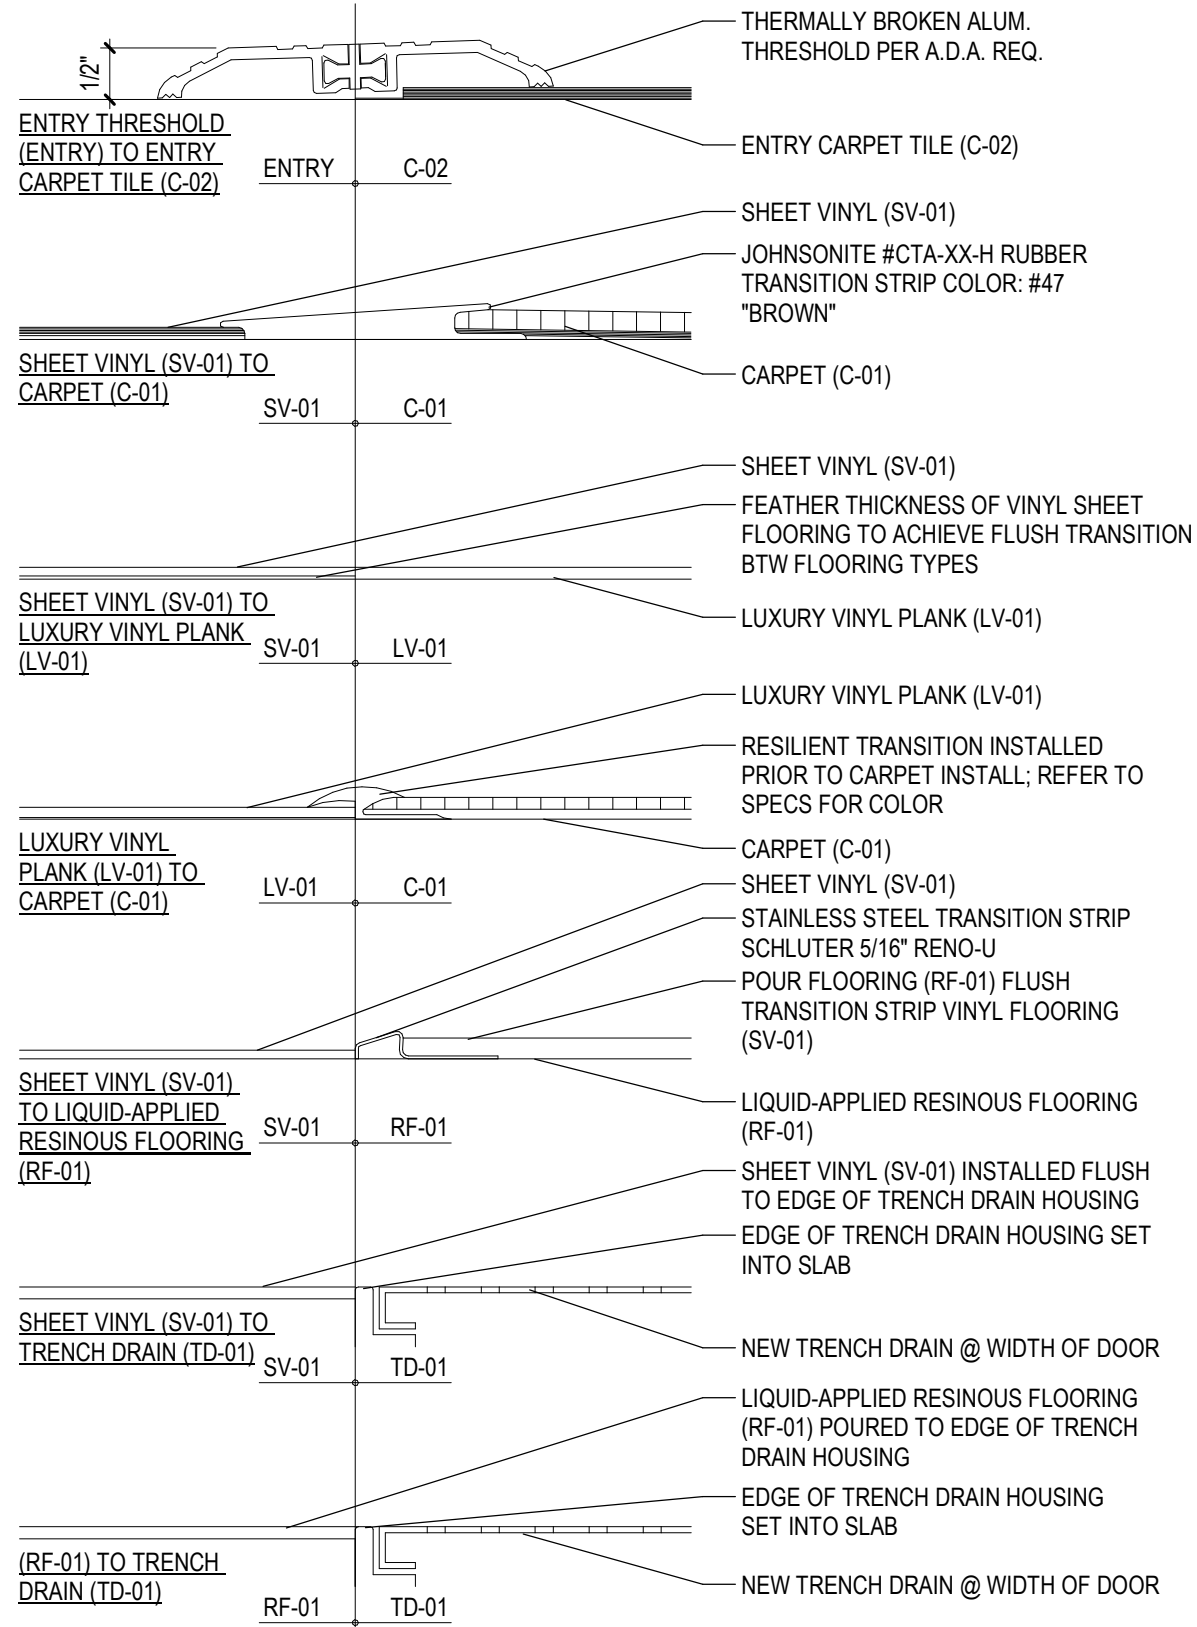 THERMALLY BROKEN ALUM.
THRESHOLD PER A.D.A. REQ.
1/2"
ENTRY THRESHOLD
(ENTRY) TO ENTRY
CARPET TILE (C-02)
ENTRY
C-02
ENTRY CARPET TILE (C-02)
SHEET VINYL (SV-01)
JOHNSONITE #CTA-XX-H RUBBER
TRANSITION STRIP COLOR: #47
"BROWN"
CARPET (C-01)
SHEET VINYL (SV-01) TO
CARPET (C-01)
SV-01
C-01
SHEET VINYL (SV-01)
FEATHER THICKNESS OF VINYL SHEET
FLOORING TO ACHIEVE FLUSH TRANSITION
BTW FLOORING TYPES
LUXURY VINYL PLANK (LV-01)
SHEET VINYL (SV-01) TO
LUXURY VINYL PLANK
(LV-01)
SV-01
LV-01
LUXURY VINYL PLANK (LV-01)
RESILIENT TRANSITION INSTALLED
PRIOR TO CARPET INSTALL; REFER TO
SPECS FOR COLOR
CARPET (C-01)
LUXURY VINYL
PLANK (LV-01) TO
CARPET (C-01)
LV-01
C-01
SHEET VINYL (SV-01)
STAINLESS STEEL TRANSITION STRIP
SCHLUTER 5/16" RENO-U
POUR FLOORING (RF-01) FLUSH
TRANSITION STRIP VINYL FLOORING
(SV-01)
LIQUID-APPLIED RESINOUS FLOORING
(RF-01)
SHEET VINYL (SV-01)
TO LIQUID-APPLIED
RESINOUS FLOORING
(RF-01)
SV-01
RF-01
SHEET VINYL (SV-01) INSTALLED FLUSH
TO EDGE OF TRENCH DRAIN HOUSING
EDGE OF TRENCH DRAIN HOUSING SET
INTO SLAB
NEW TRENCH DRAIN @ WIDTH OF DOOR
SHEET VINYL (SV-01) TO
TRENCH DRAIN (TD-01)
SV-01
TD-01
LIQUID-APPLIED RESINOUS FLOORING
(RF-01) POURED TO EDGE OF TRENCH
DRAIN HOUSING
EDGE OF TRENCH DRAIN HOUSING
SET INTO SLAB
NEW TRENCH DRAIN @ WIDTH OF DOOR
(RF-01) TO TRENCH
DRAIN (TD-01)
RF-01
TD-01